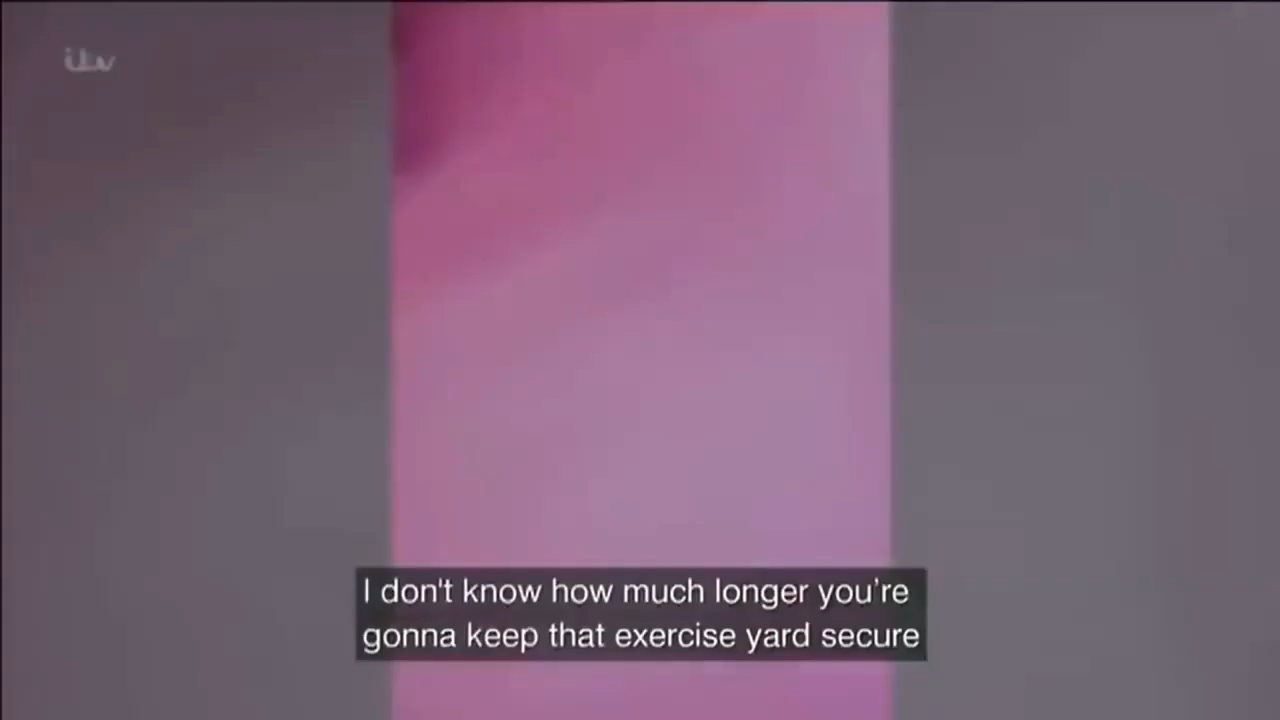 itv
I don't know how much longer you’re
gonna keep that exercise yard secure